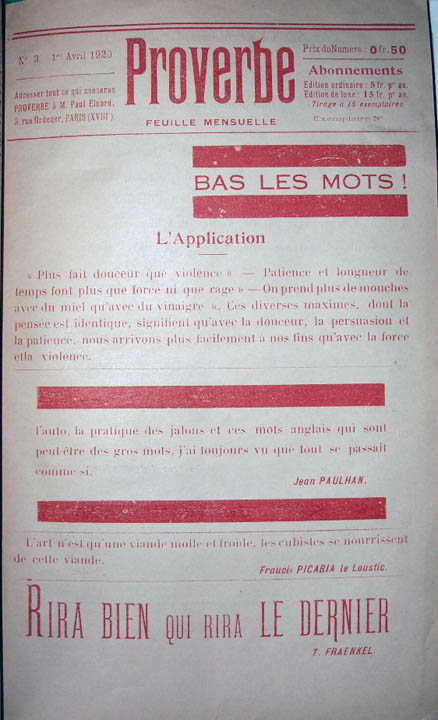 No 3 1er Avril 1920
Adresser tout ce qui concerne
PROVERBE à M. Paul Eluard,
3, rue Ordener, PARIS (XVIII).
Proverbe
FEUILLE MENSUELLE
Prix du Numéro: 0 fr. 50
Abonnements
Edition ordinaire: 5 fr. pr an.
Edition de luxe: 15 fr. pr an.
Tirage à 15 exemplaires
Exemplaire No
BAS LES MOTS !
L'Application
« Plus fait douceur que violence » — Patience et longueur de
temps font plus que force ni que rage » — On prend plus de mouches
avec du miel qu'avec du vinaigre ». Ces diverses maximes, dont la
pensée est identique, signifient qu'avec la douceur, la persuasion et
la patience, nous arrivons plus facilement à nos fins qu'avec la force
etla violence.
l'auto, la pratique des jalons et ces mots anglais qui sont
peut-être des gros mots, j'ai toujours vu que tout se passait
comme si.
Jean PAULHAN.
L'art n'est qu'une viande molle et froide, les cubistes se nourrissent
de cette viande.
Francis PICABIA le Loustic.
RIRA BIEN QUI RIRA LE DERNIER
T. FRAENKEL.